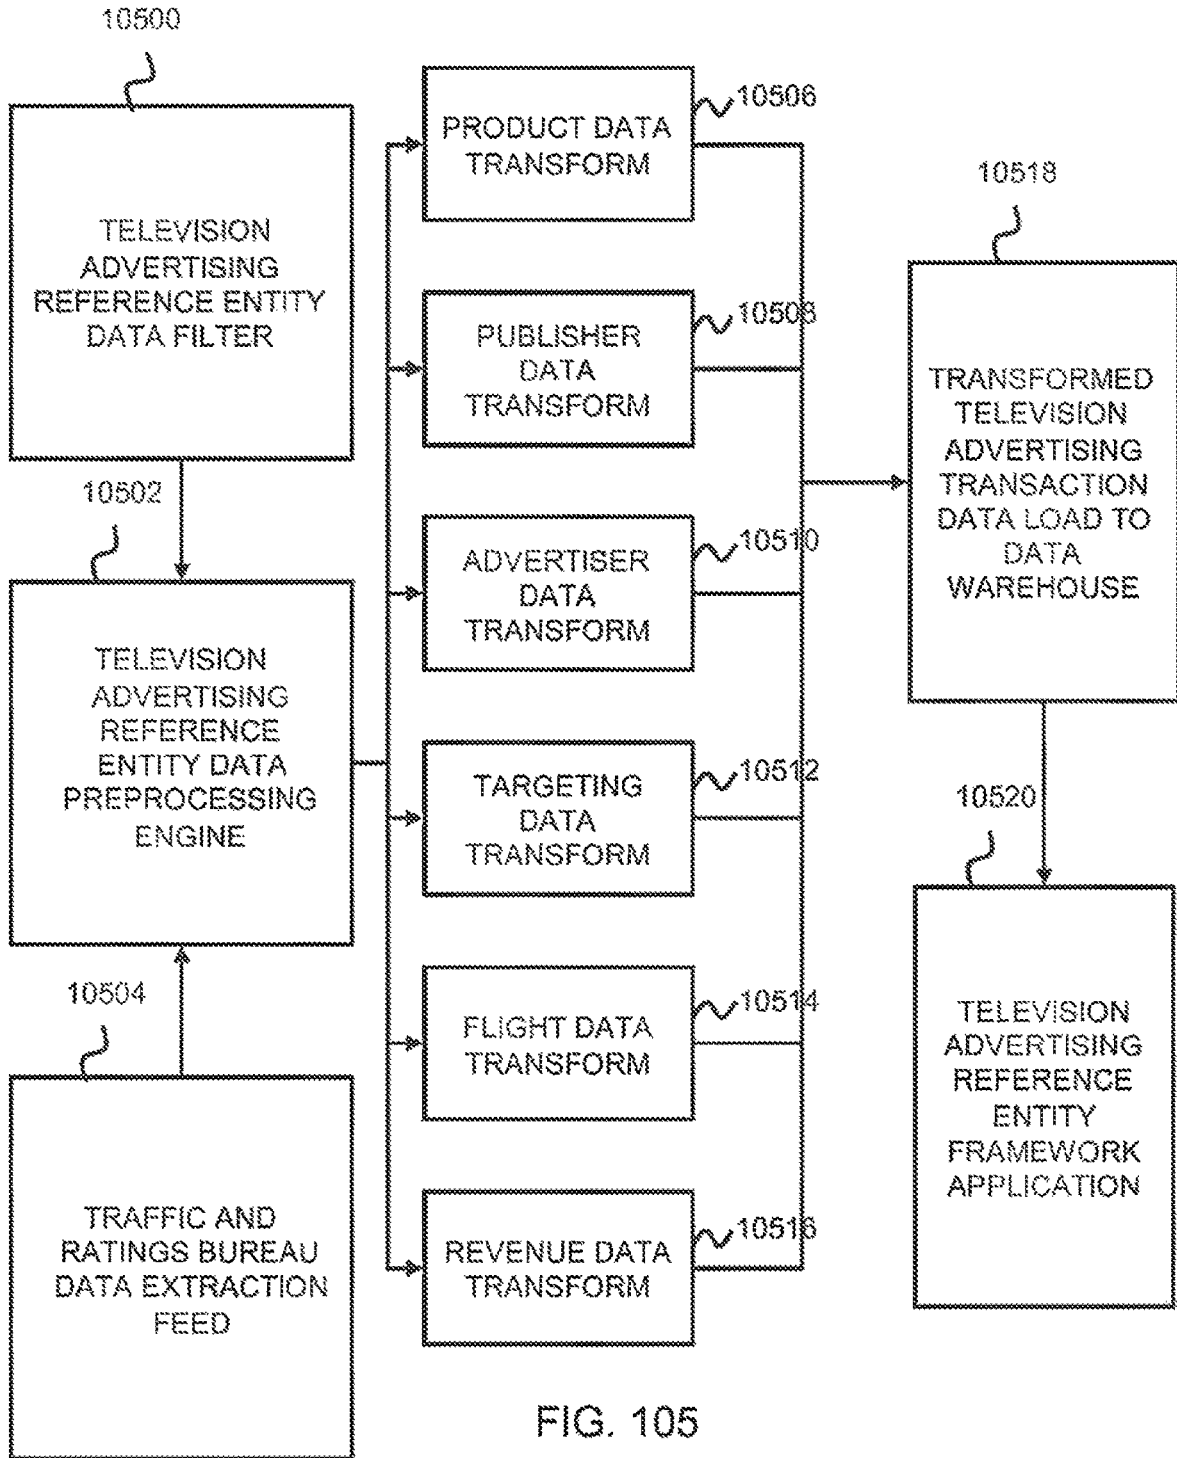 10500
TELEVISION
ADVERTISING
REFERENCE ENTITY
DATA FILTER
10502
TELEVISION
ADVERTISING
REFERENCE
ENTITY DATA
PREPROCESSING
ENGINE
10504
TRAFFIC AND
RATINGS BUREAU
DATA EXTRACTION
FEED
10506
PRODUCT DATA
TRANSFORM
10508
PUBLISHER
DATA
TRANSFORM
10510
ADVERTISER
DATA
TRANSFORM
10512
TARGETING
DATA
TRANSFORM
10514
FLIGHT DATA
TRANSFORM
10516
REVENUE DATA
TRANSFORM
10518
TRANSFORMED
TELEVISION
ADVERTISING
TRANSACTION
DATA LOAD TO
DATA
WAREHOUSE
10520
TELEVISION
ADVERTISING
REFERENCE
ENTITY
FRAMEWORK
APPLICATION
FIG. 105